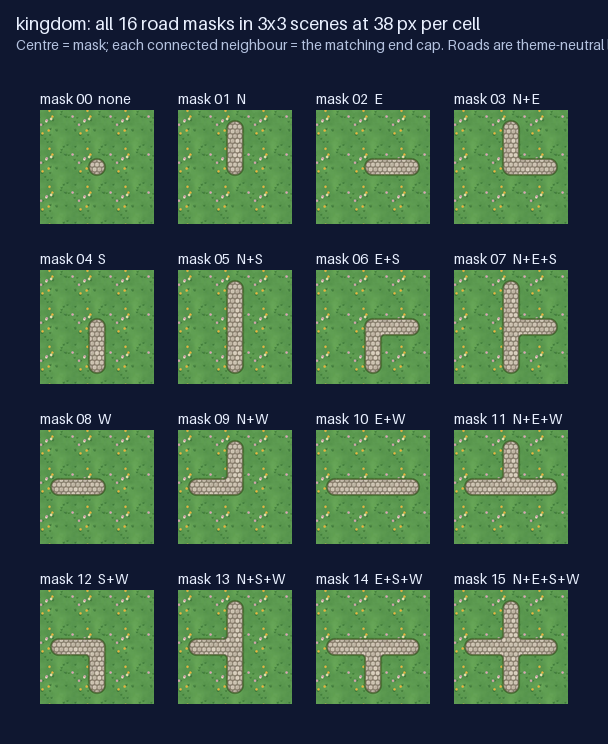 kingdom: all 16 road masks in 3x3 scenes at 38 px per cell
Centre = mask; each connected neighbour = the matching end cap. Roads are theme-neutral
mask 00 none
mask 01 N
mask 02 E
mask 03 N+E
mask 04 S
mask 05 N+S
mask 06 E+S
mask 07 N+E+S
mask 08 W
mask 09 N+W
mask 10 E+W
mask 11 N+E+W
mask 12 S+W
mask 13 N+S+W
mask 14 E+S+W
mask 15 N+E+S+W